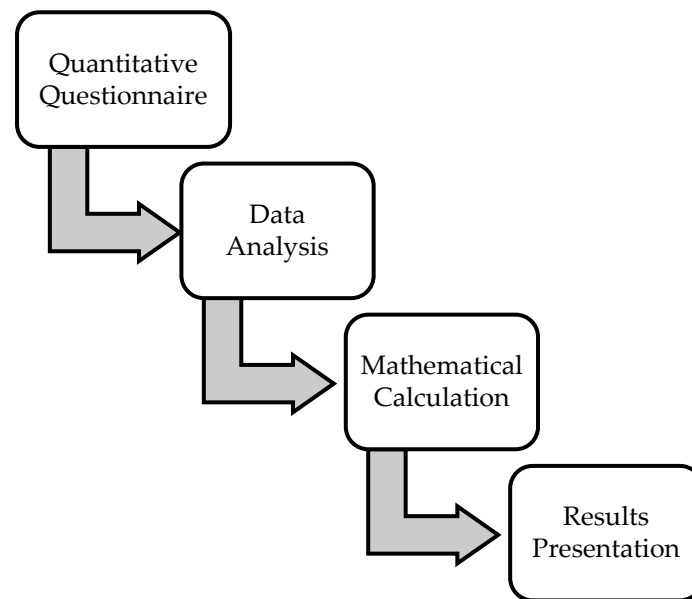 Quantitative
Questionnaire
Data
Analysis
Mathematical
Calculation
Results
Presentation